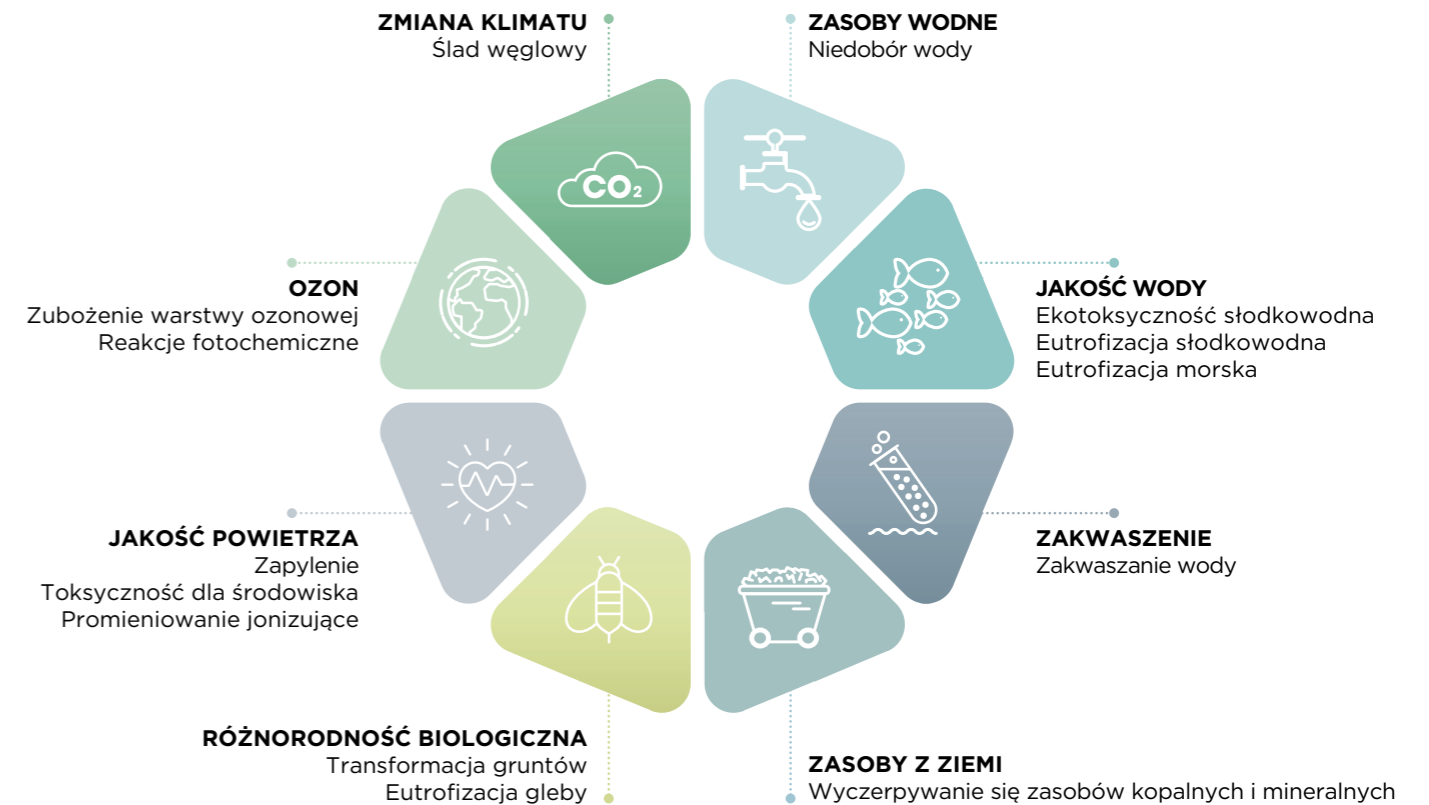 ZMIANA KLIMATU
Ślad węglowy
ZASOBY WODNE
Niedobór wody
CO₂
OZON
Zubożenie warstwy ozonowej
Reakcje fotochemiczne
JAKOŚĆ WODY
Ekotoksyczność słodkowodna
Eutrofizacja słodkowodna
Eutrofizacja morska
JAKOŚĆ POWIETRZA
Zapylenie
Toksyczność dla środowiska
Promieniowanie jonizujące
ZAKWASZENIE
Zakwaszanie wody
RÓŻNORODNOŚĆ BIOLOGICZNA
Transformacja gruntów
Eutrofizacja gleby
ZASOBY Z ZIEMI
Wyczerpywanie się zasobów kopalnych i mineralnych